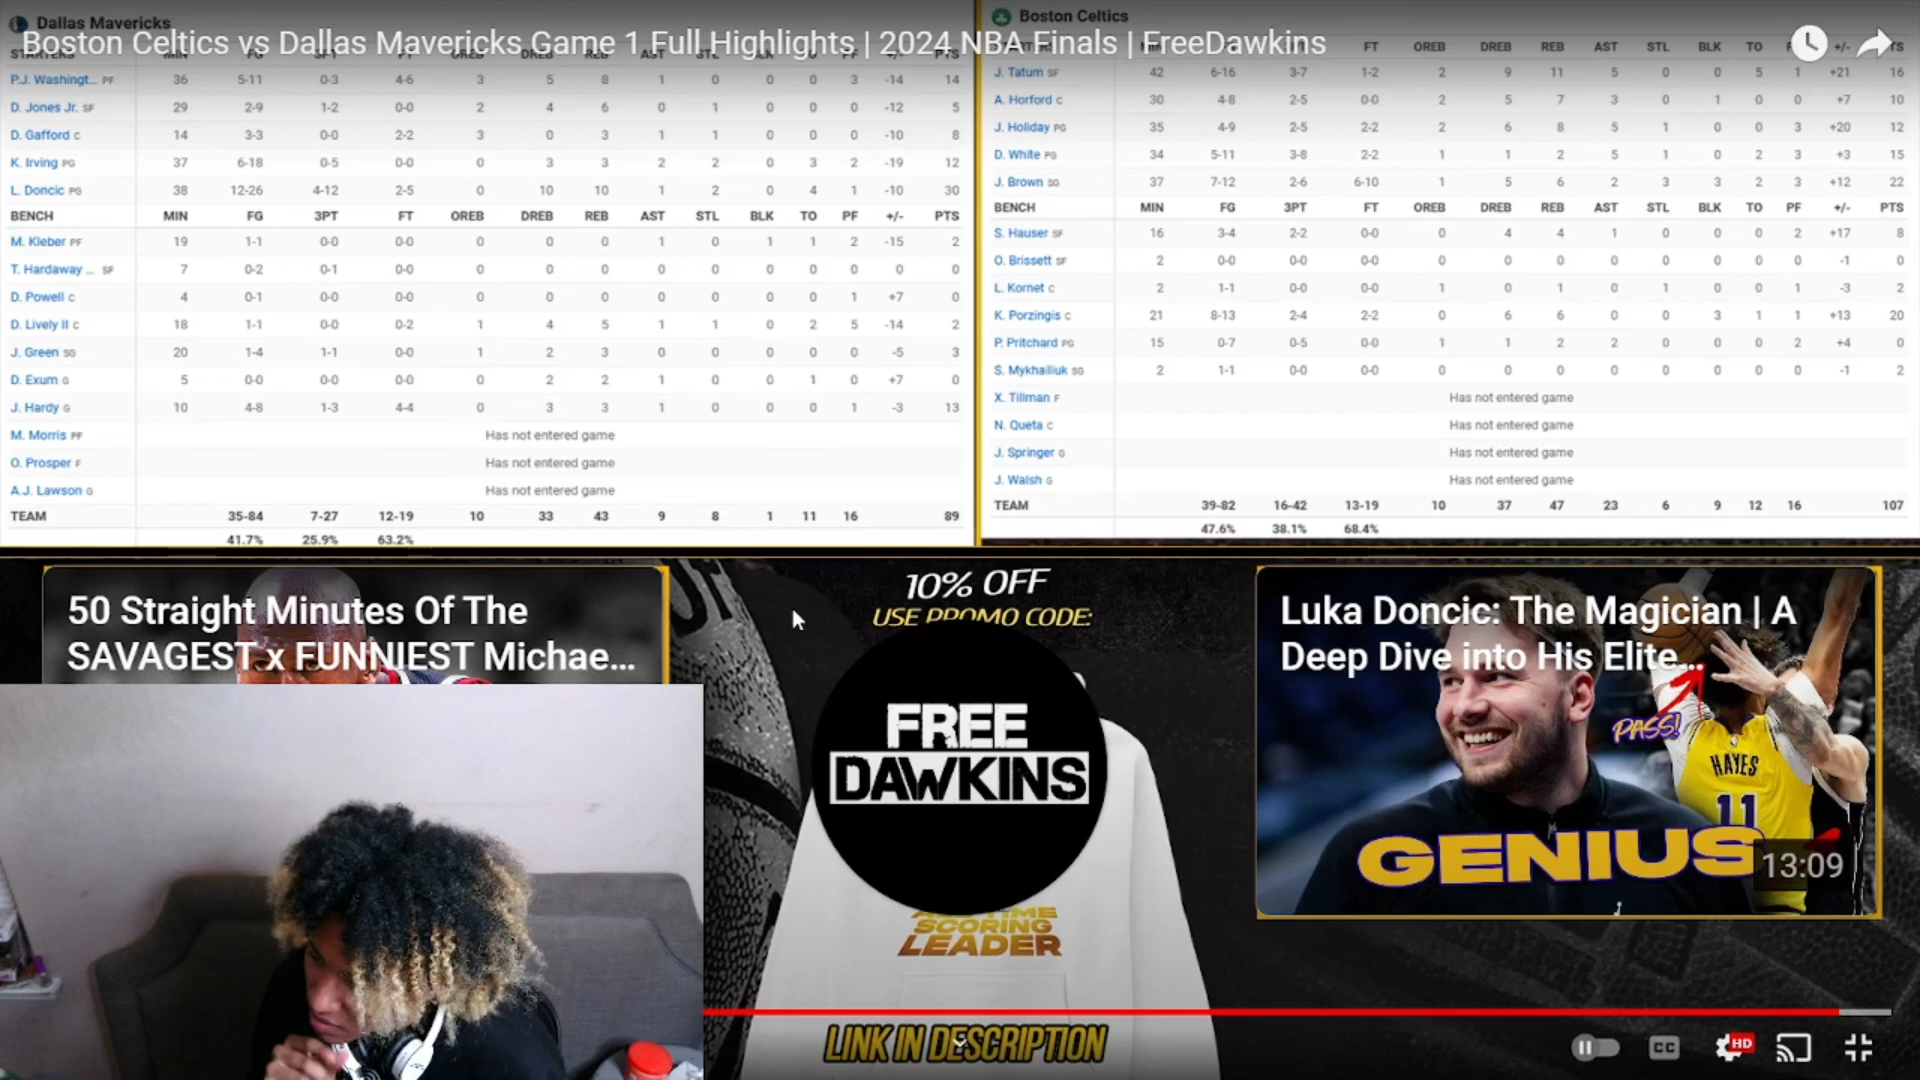 Boston Celtics vs Dallas Mavericks Game 1 Full Highlights | 2024 NBA Finals | FreeDawkins
Dallas Mavericks
P.J. Washingt... PF 36 5-11 0-3 4-6 3 5 8 0 0 0 0 3 -14 14
D. Jones Jr. SF 29 2-9 1-2 0-0 2 4 6 0 1 0 0 0 -12 5
D. Gafford C 14 3-3 0-0 2-2 3 0 3 1 1 0 0 0 -10 8
K. Irving PG 37 6-18 0-5 0-0 0 3 3 2 2 0 3 2 -19 12
L. Doncic PG 38 12-26 4-12 2-5 0 10 10 1 2 0 4 1 -10 30
BENCH MIN FG 3PT FT OREB DREB REB AST STL BLK TO PF +/- PTS
M. Kleber PF 19 1-1 0-0 0-0 0 0 0 1 0 1 1 2 -15 2
T. Hardaway ... SF 7 0-2 0-1 0-0 0 0 0 0 0 0 0 0 0 0
D. Powell C 4 0-1 0-0 0-0 0 0 0 0 0 0 0 1 +7 0
D. Lively II C 18 1-1 0-0 0-2 1 4 5 1 1 0 2 5 -14 2
J. Green SG 20 1-4 1-1 0-0 1 2 3 0 0 0 0 0 -5 3
D. Exum G 5 0-0 0-0 0-0 0 2 2 1 0 0 1 0 +7 0
J. Hardy G 10 4-8 1-3 4-4 0 3 3 1 0 0 0 1 -3 13
M. Morris PF Has not entered game
O. Prosper F Has not entered game
A.J. Lawson G Has not entered game
TEAM 35-84 7-27 12-19 10 33 43 9 8 1 11 16 89
41.7% 25.9% 63.2%
Boston Celtics
FT OREB DREB REB AST STL BLK TO +/-
J. Tatum SF 42 6-16 3-7 1-2 2 9 11 5 0 0 5 1 +21 16
A. Horford C 30 4-8 2-5 0-0 2 5 7 3 0 1 0 0 +7 10
J. Holiday PG 35 4-9 2-5 2-2 2 6 8 5 1 0 0 3 +20 12
D. White PG 34 5-11 3-8 2-2 1 1 2 5 1 0 2 3 +3 15
J. Brown SG 37 7-12 2-6 6-10 1 5 6 2 3 3 2 3 +12 22
BENCH MIN FG 3PT FT OREB DREB REB AST STL BLK TO PF +/- PTS
S. Hauser SF 16 3-4 2-2 0-0 0 4 4 1 0 0 0 2 +17 8
O. Brissett SF 2 0-0 0-0 0-0 0 0 0 0 0 0 0 0 -1 0
L. Kornet C 2 1-1 0-0 0-0 1 0 1 0 1 0 0 1 -3 2
K. Porzingis C 21 8-13 2-4 2-2 0 6 6 0 0 3 1 1 +13 20
P. Pritchard PG 15 0-7 0-5 0-0 1 1 2 2 0 0 0 2 +4 0
S. Mykhailiuk SG 2 1-1 0-0 0-0 0 0 0 0 0 0 0 0 -1 2
X. Tillman F Has not entered game
N. Queta C Has not entered game
J. Springer G Has not entered game
J. Walsh G Has not entered game
TEAM 39-82 16-42 13-19 10 37 47 23 6 9 12 16 107
47.6% 38.1% 68.4%
50 Straight Minutes Of The
SAVAGEST x FUNNIEST Michae...
10% OFF
USE PROMO CODE:
FREE
DAWKINS
ALL TIME
SCORING
LEADER
LINK IN DESCRIPTION
Luka Doncic: The Magician | A
Deep Dive into His Elite...
PASS!
HAYES
11
GENIUS
13:09
CC
HD